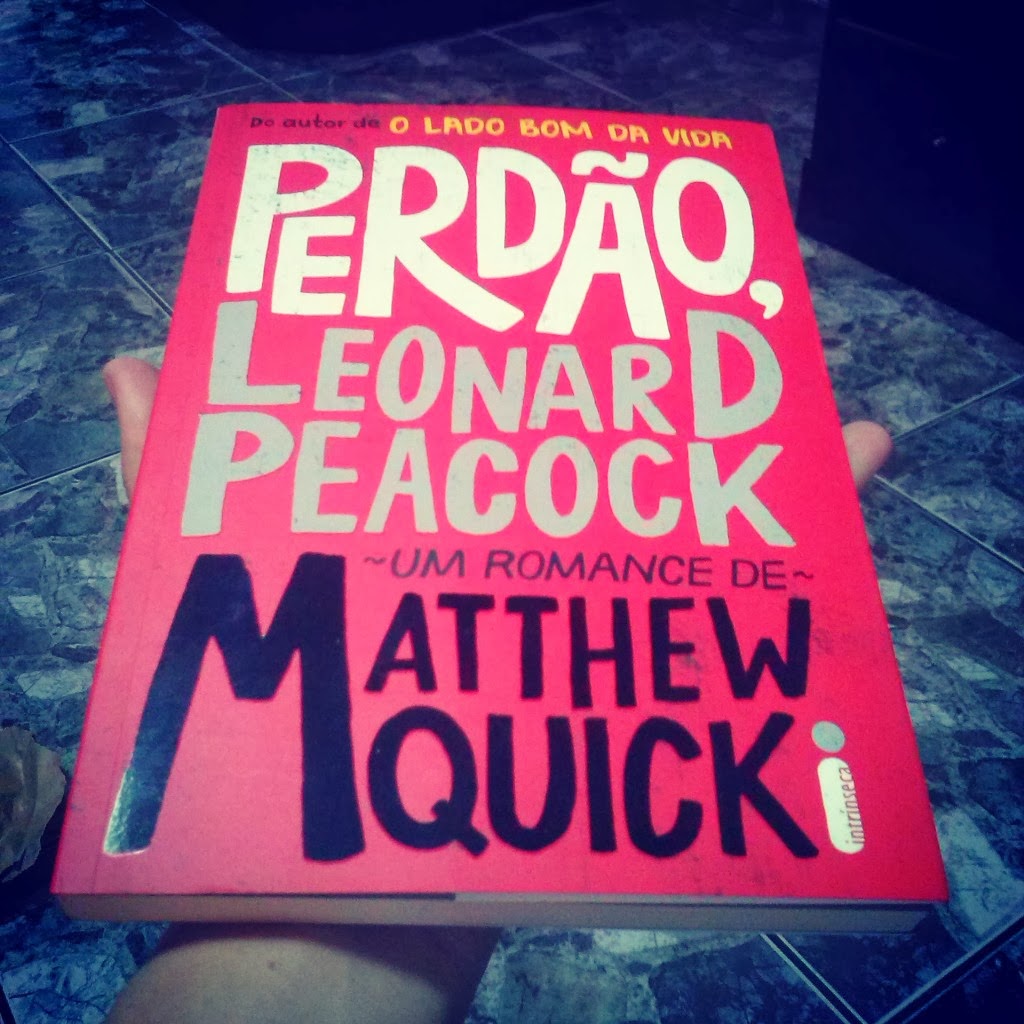 Do autor de O LADO BOM DA VIDA
PERDÃO,
LEONARD
PEACOCK
~UM ROMANCE DE~
MATTHEW
QUICK
intrínseca